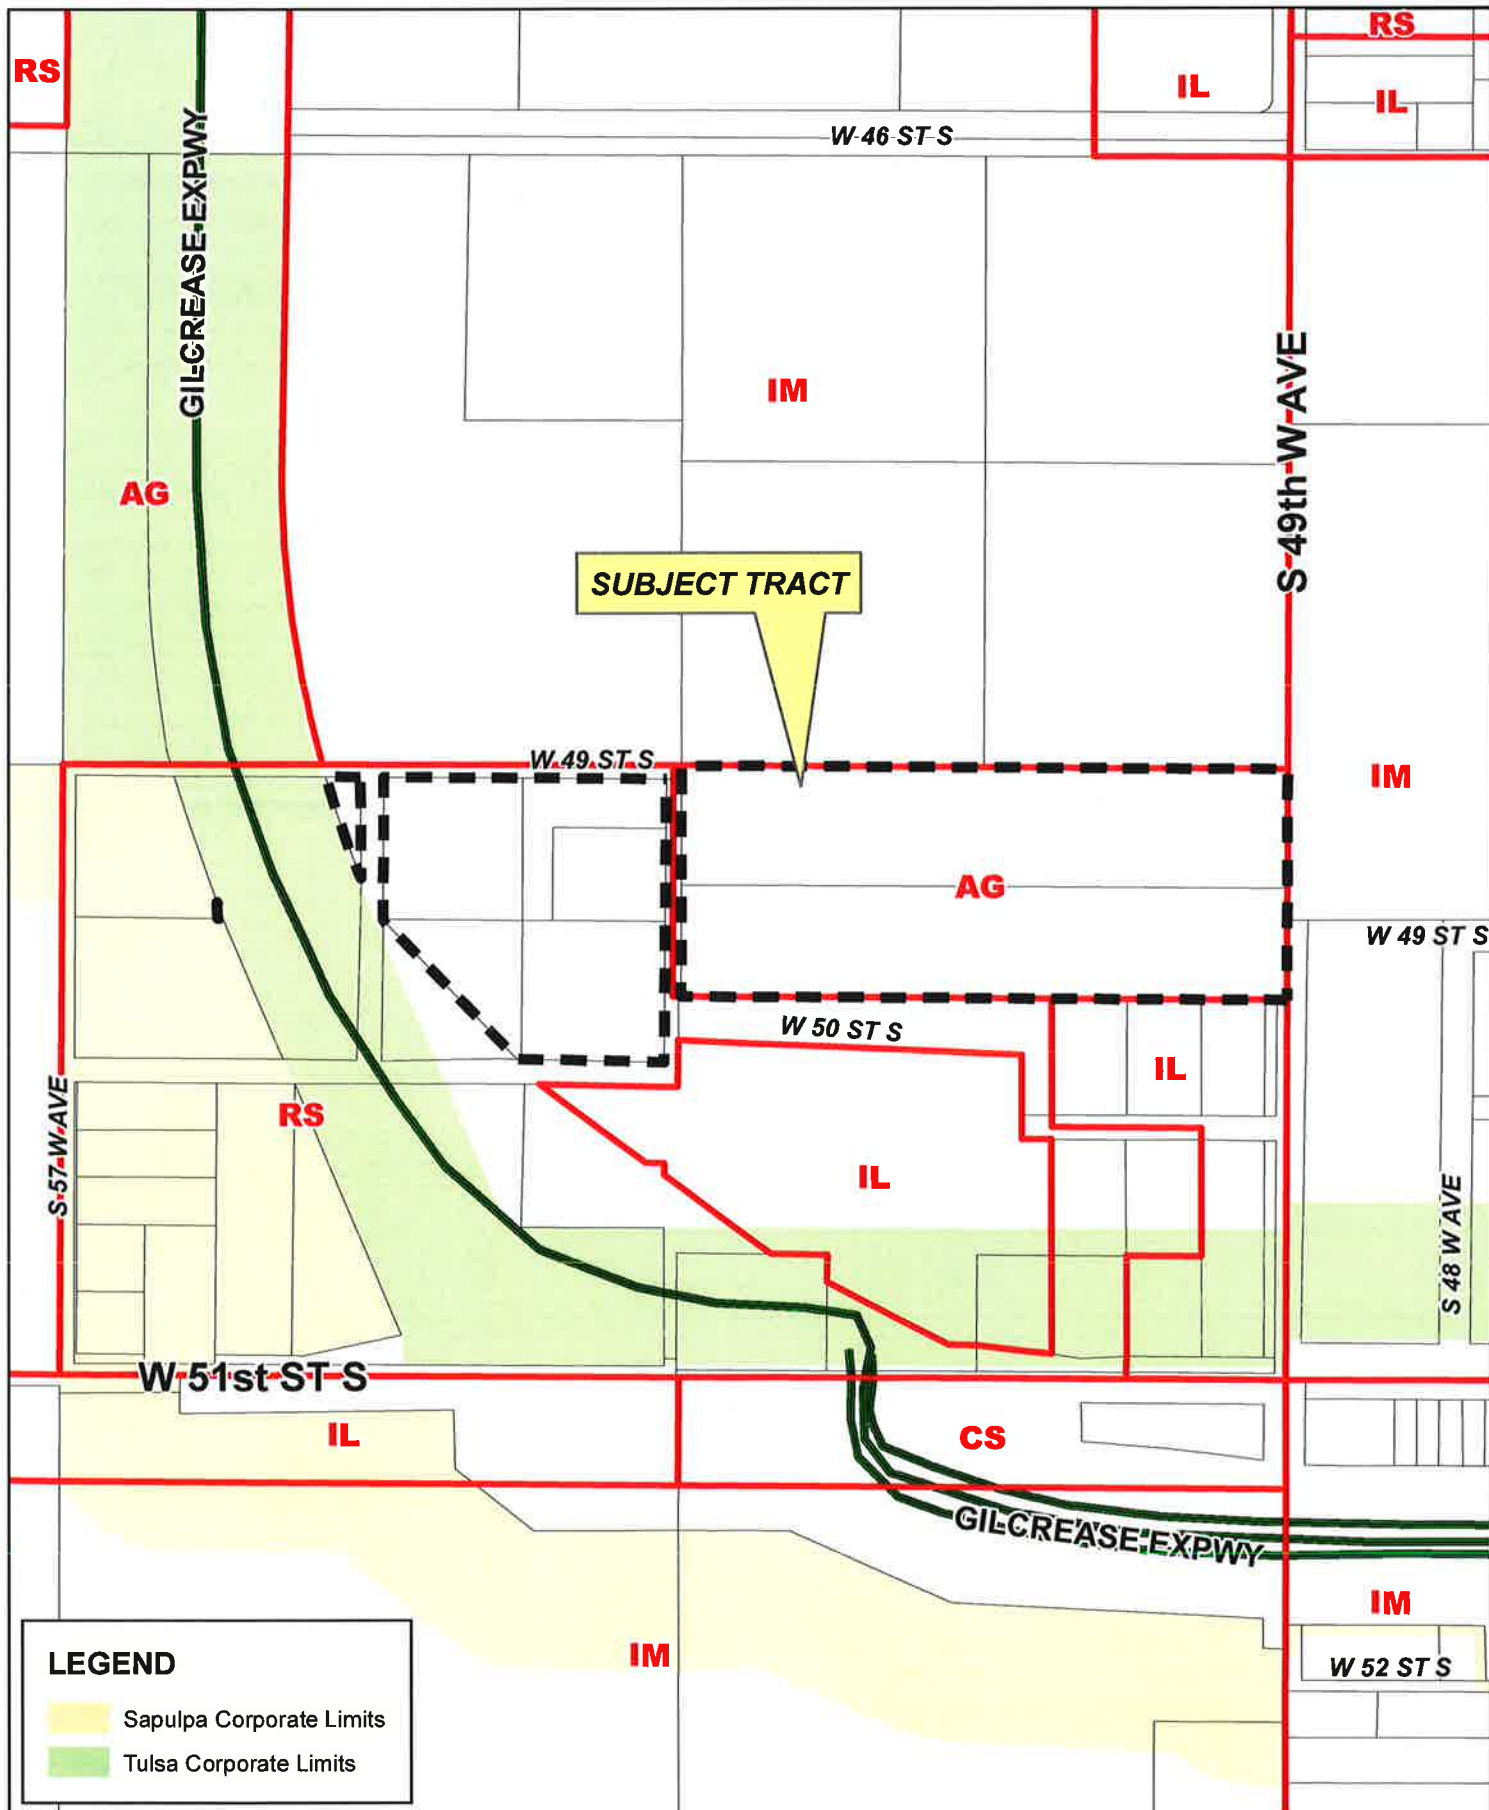 RS
RS
IL
IL
W 46 ST S
GILCREASE EXPWY
IM
S 49th W AVE
AG
SUBJECT TRACT
W 49 ST S
IM
AG
W 49 ST S
W 50 ST S
IL
RS
S 57 W AVE
IL
S 48 W AVE
W 51st ST S
IL
CS
GILCREASE EXPWY
IM
IM
W 52 ST S
LEGEND
Sapulpa Corporate Limits
Tulsa Corporate Limits